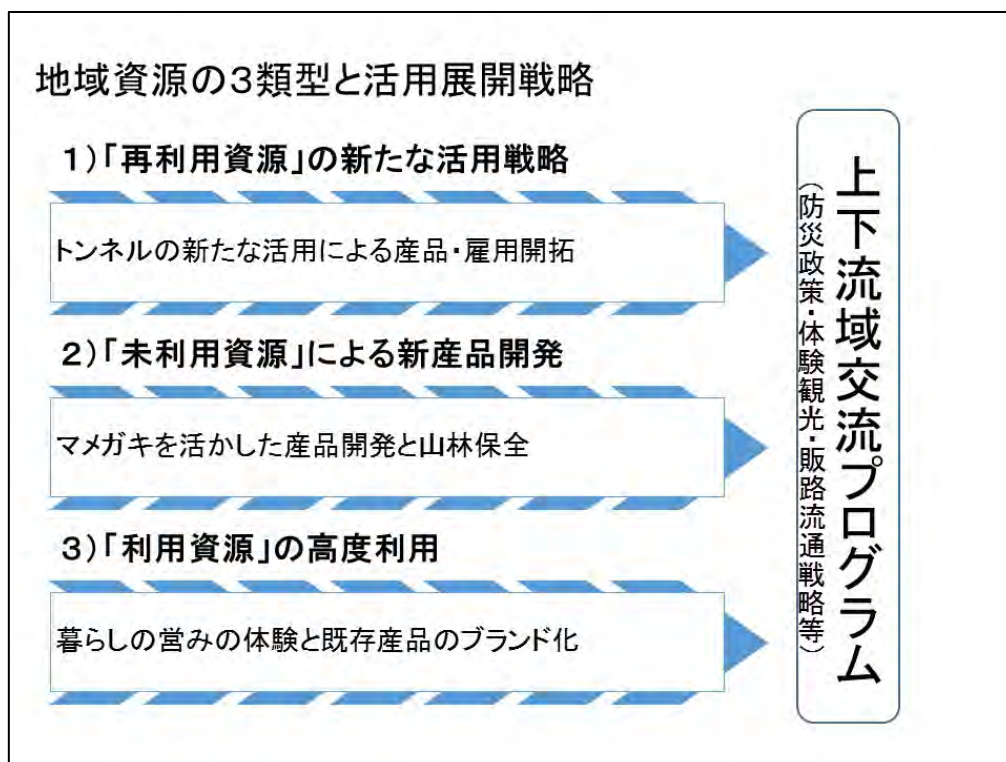 地域資源の3類型と活用展開戦略
1)「再利用資源」の新たな活用戦略
トンネルの新たな活用による産品・雇用開拓
2)「未利用資源」による新産品開発
マメガキを活かした産品開発と山林保全
3)「利用資源」の高度利用
暮らしの営みの体験と既存産品のブランド化
上下流域交流プログラム
(防災政策・体験観光・販路流通戦略等)